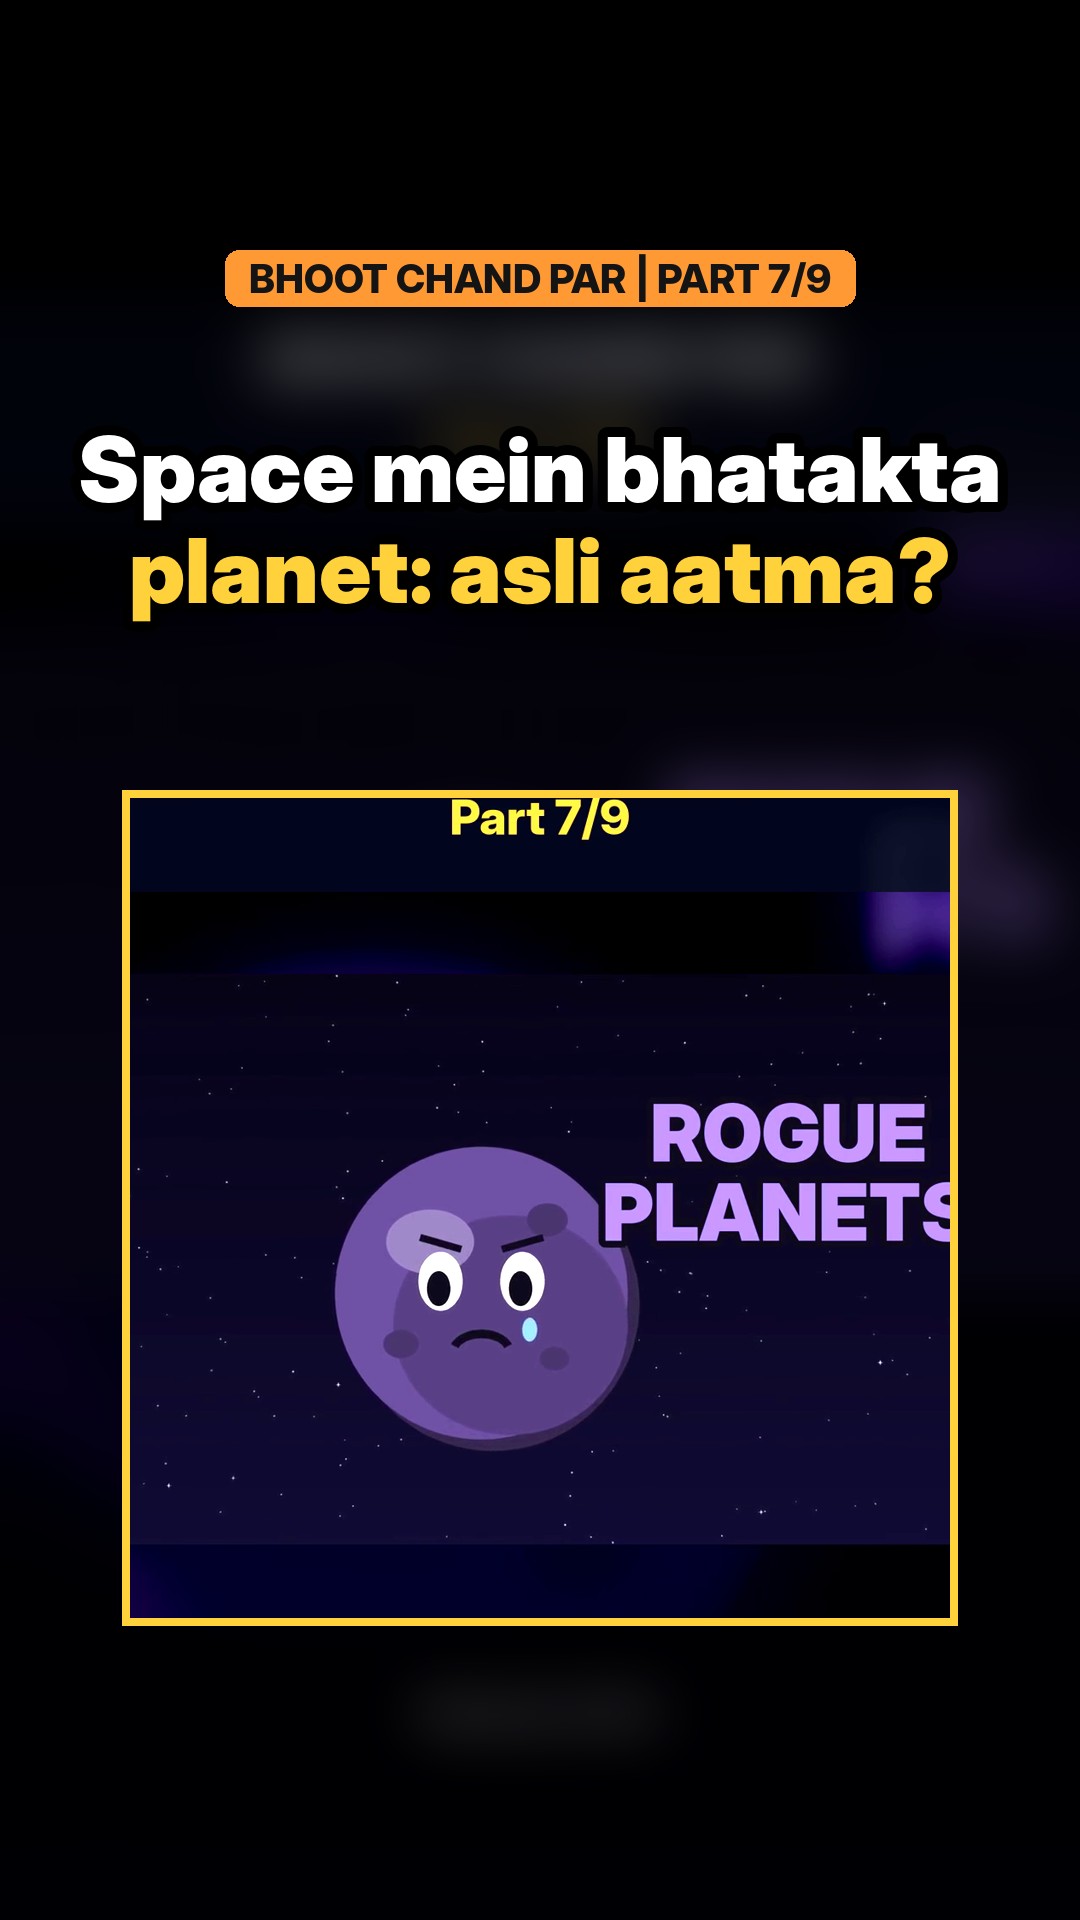 BHOOT CHAND PAR | PART 7/9
Space mein bhatakta
planet: asli aatma?
Part 7/9
ROGUE
PLANETS